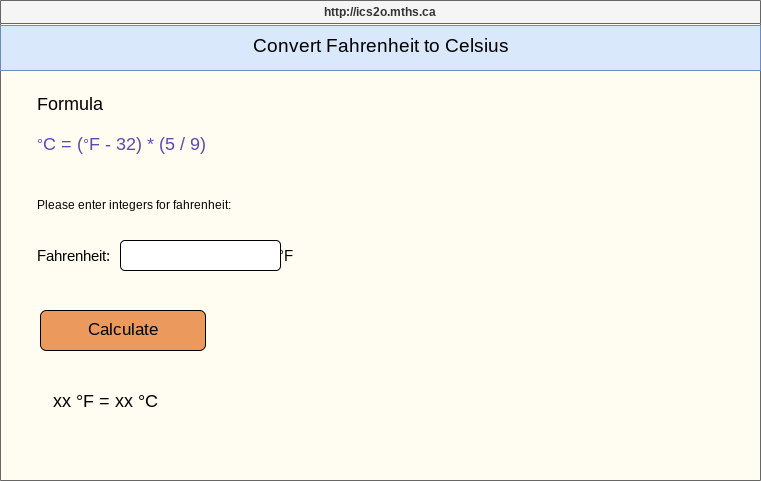 http://ics2o.mths.ca
Convert Fahrenheit to Celsius
Formula
°C = (°F - 32) * (5 / 9)
Please enter integers for fahrenheit:
Fahrenheit: °F
Calculate
xx °F = xx °C